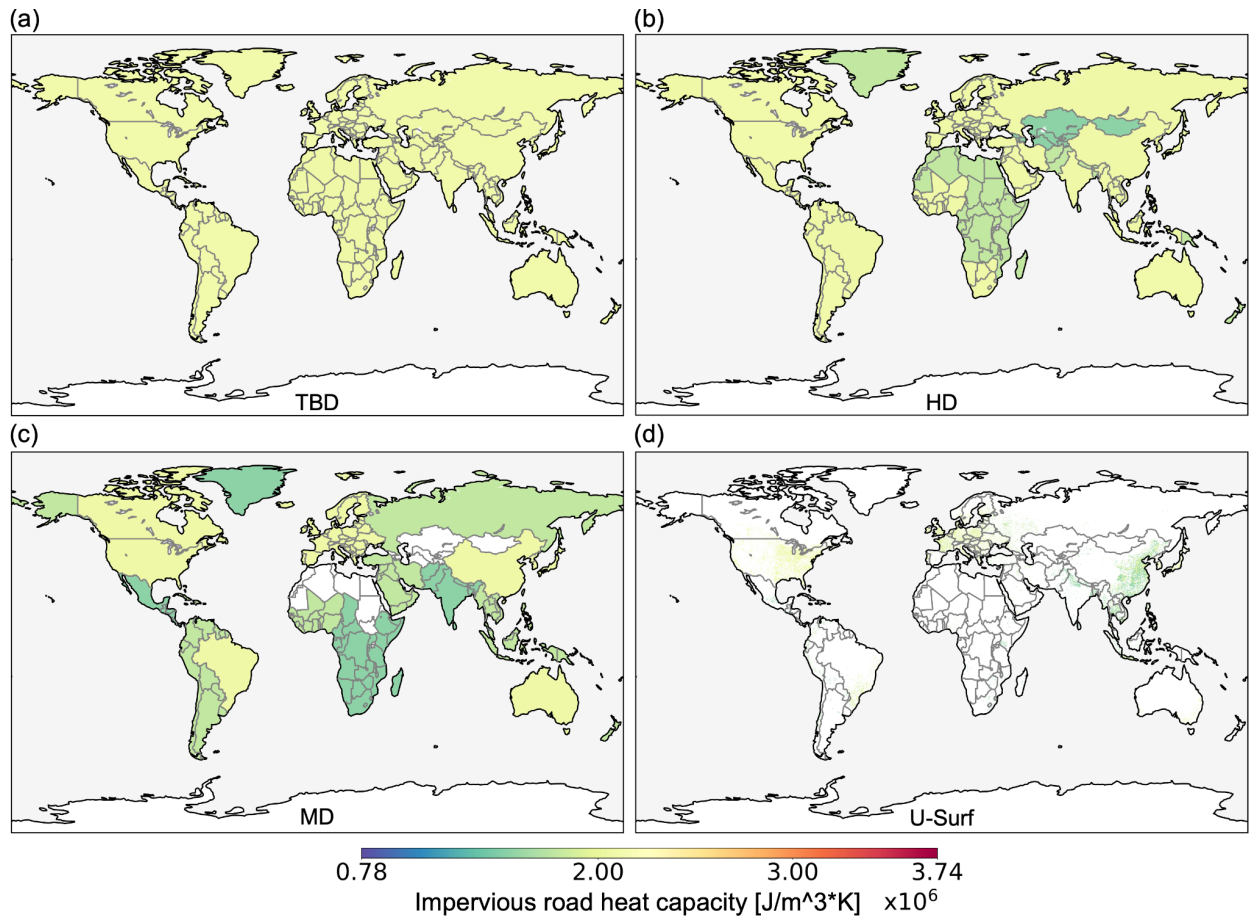 (a)
(b)
TBD
HD
(c)
(d)
MD
U-Surf
0.78 2.00 3.00 3.74
Impervious road heat capacity [J/m^3*K] x10^6